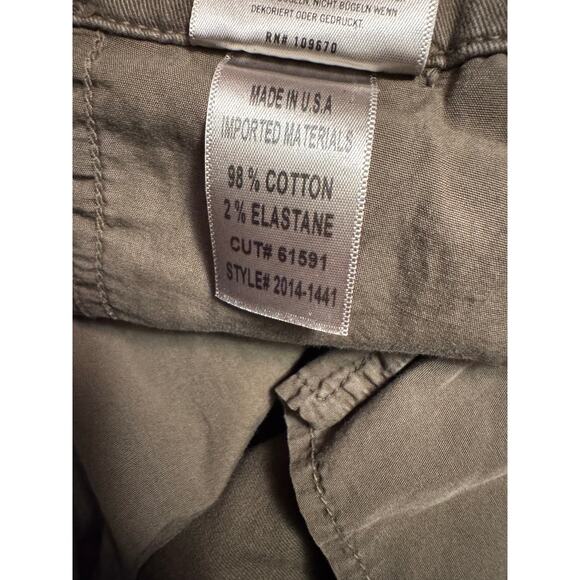 BÜGELN, NICHT BÜGELN WENN
DEKORIERT ODER GEDRUCKT.
RN# 109670
MADE IN U.S.A
IMPORTED MATERIALS
98 % COTTON
2 % ELASTANE
CUT# 61591
STYLE# 2014-1441